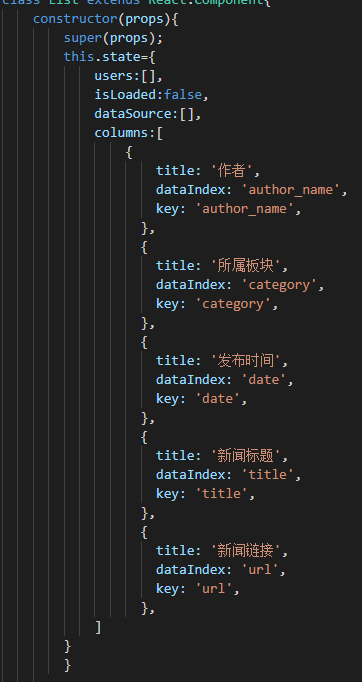 class List extends React.Component{
constructor(props){
super(props);
this.state={
users:[],
isLoaded:false,
dataSource:[],
columns:[
{
title: '作者',
dataIndex: 'author_name',
key: 'author_name',
},
{
title: '所属板块',
dataIndex: 'category',
key: 'category',
},
{
title: '发布时间',
dataIndex: 'date',
key: 'date',
},
{
title: '新闻标题',
dataIndex: 'title',
key: 'title',
},
{
title: '新闻链接',
dataIndex: 'url',
key: 'url',
},
]
}
}